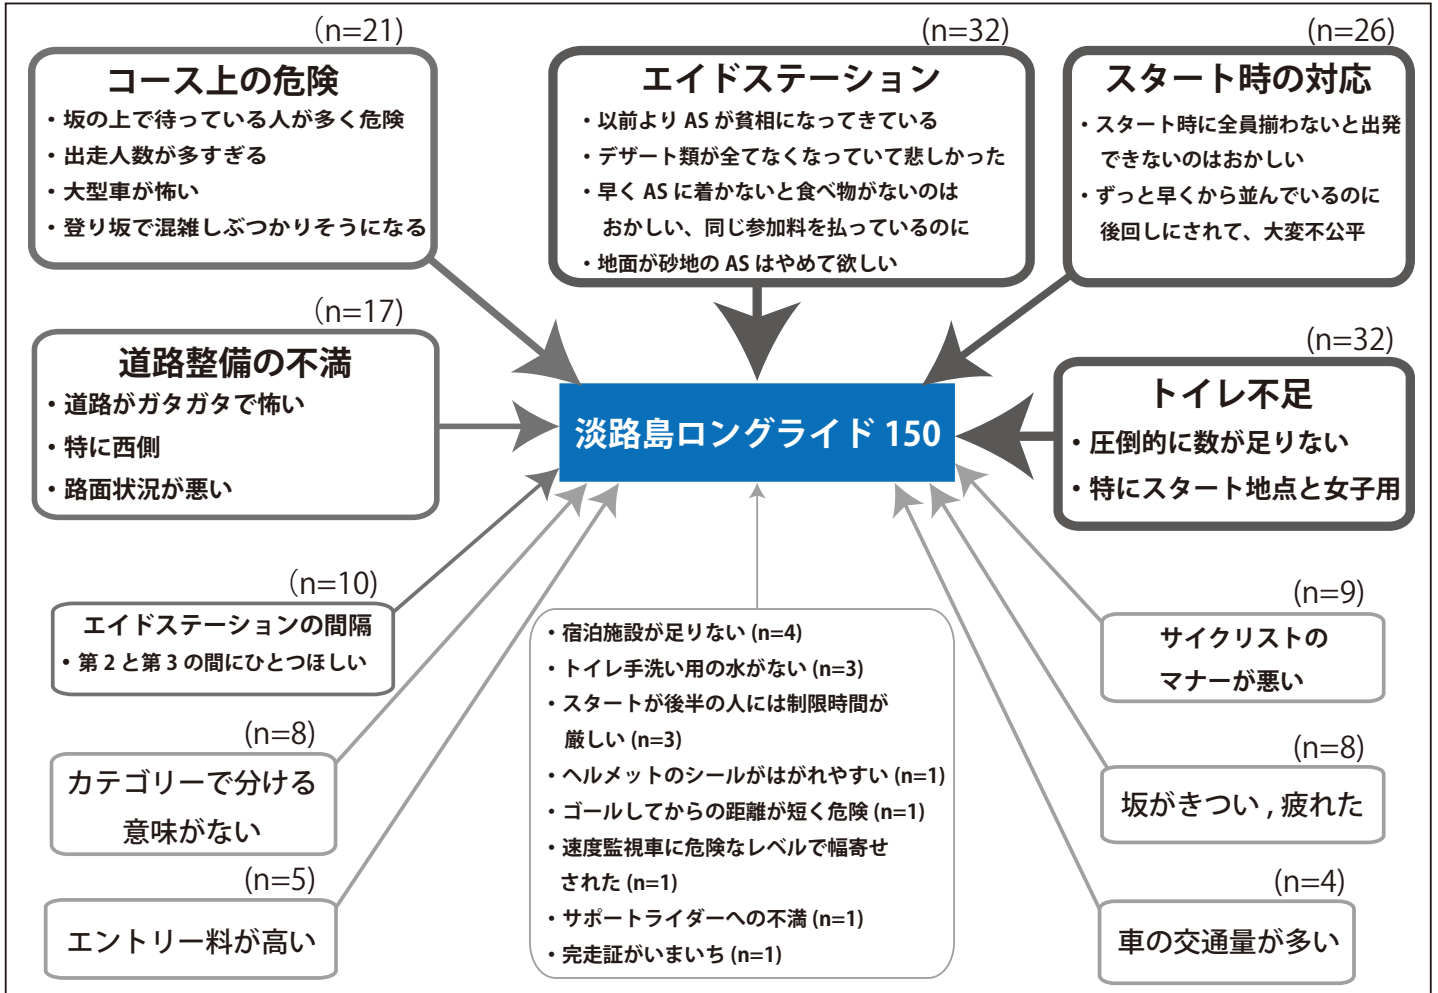 (n=21)
コース上の危険
・坂の上で待っている人が多く危険
・出走人数が多すぎる
・大型車が怖い
・登り坂で混雑しぶつかりそうになる
(n=32)
エイドステーション
・以前より AS が貧相になってきている
・デザート類が全てなくなっていて悲しかった
・早く AS に着かないと食べ物がないのは
おかしい、同じ参加料を払っているのに
・地面が砂地の AS はやめて欲しい
(n=26)
スタート時の対応
・スタート時に全員揃わないと出発
できないのはおかしい
・ずっと早くから並んでいるのに
後回しにされて、大変不公平
(n=17)
道路整備の不満
・道路がガタガタで怖い
・特に西側
・路面状況が悪い
淡路島ロングライド 150
(n=32)
トイレ不足
・圧倒的に数が足りない
・特にスタート地点と女子用
(n=10)
エイドステーションの間隔
・第 2 と第 3 の間にひとつほしい
(n=8)
カテゴリーで分ける
意味がない
(n=5)
エントリー料が高い
・宿泊施設が足りない (n=4)
・トイレ手洗い用の水がない (n=3)
・スタートが後半の人には制限時間が
厳しい (n=3)
・ヘルメットのシールがはがれやすい (n=1)
・ゴールしてからの距離が短く危険 (n=1)
・速度監視車に危険なレベルで幅寄せ
された (n=1)
・サポートライダーへの不満 (n=1)
・完走証がいまいち (n=1)
(n=9)
サイクリストの
マナーが悪い
(n=8)
坂がきつい , 疲れた
(n=4)
車の交通量が多い